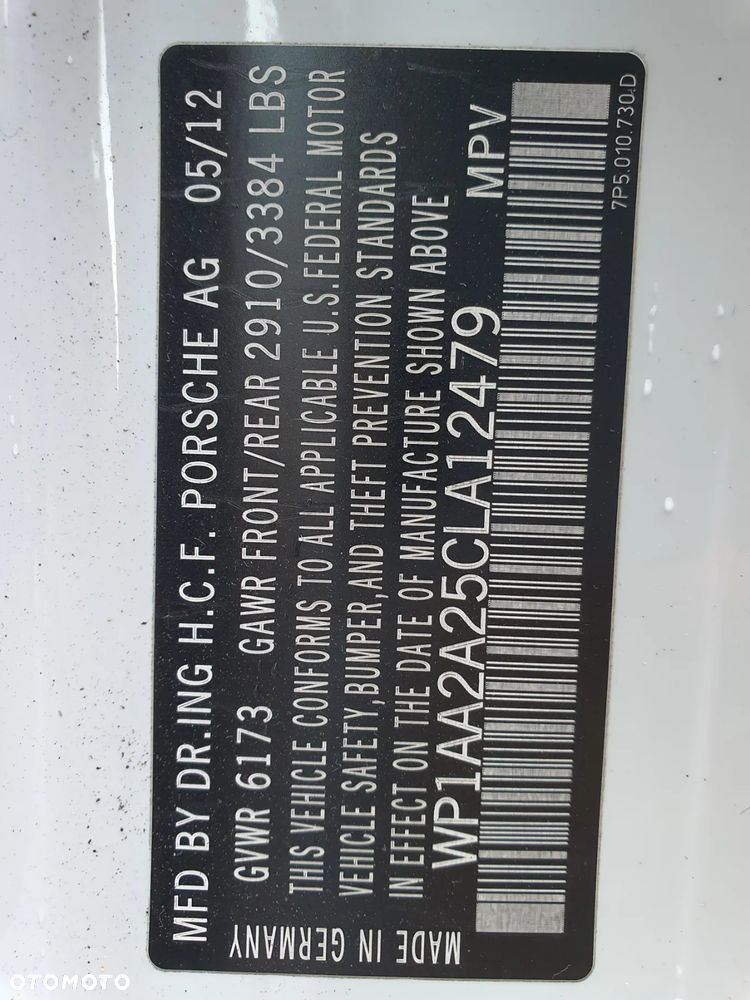 MFD BY DR.ING H.C.F. PORSCHE AG 05/12
GVWR 6173 GAWR FRONT/REAR 2910/3384 LBS
THIS VEHICLE CONFORMS TO ALL APPLICABLE U.S.FEDERAL MOTOR
VEHICLE SAFETY,BUMPER,AND THEFT PREVENTION STANDARDS
IN EFFECT ON THE DATE OF MANUFACTURE SHOWN ABOVE
WP1AA2A25CLA12479 MPV
MADE IN GERMANY
7P5.010.730.D
OTOMOTO